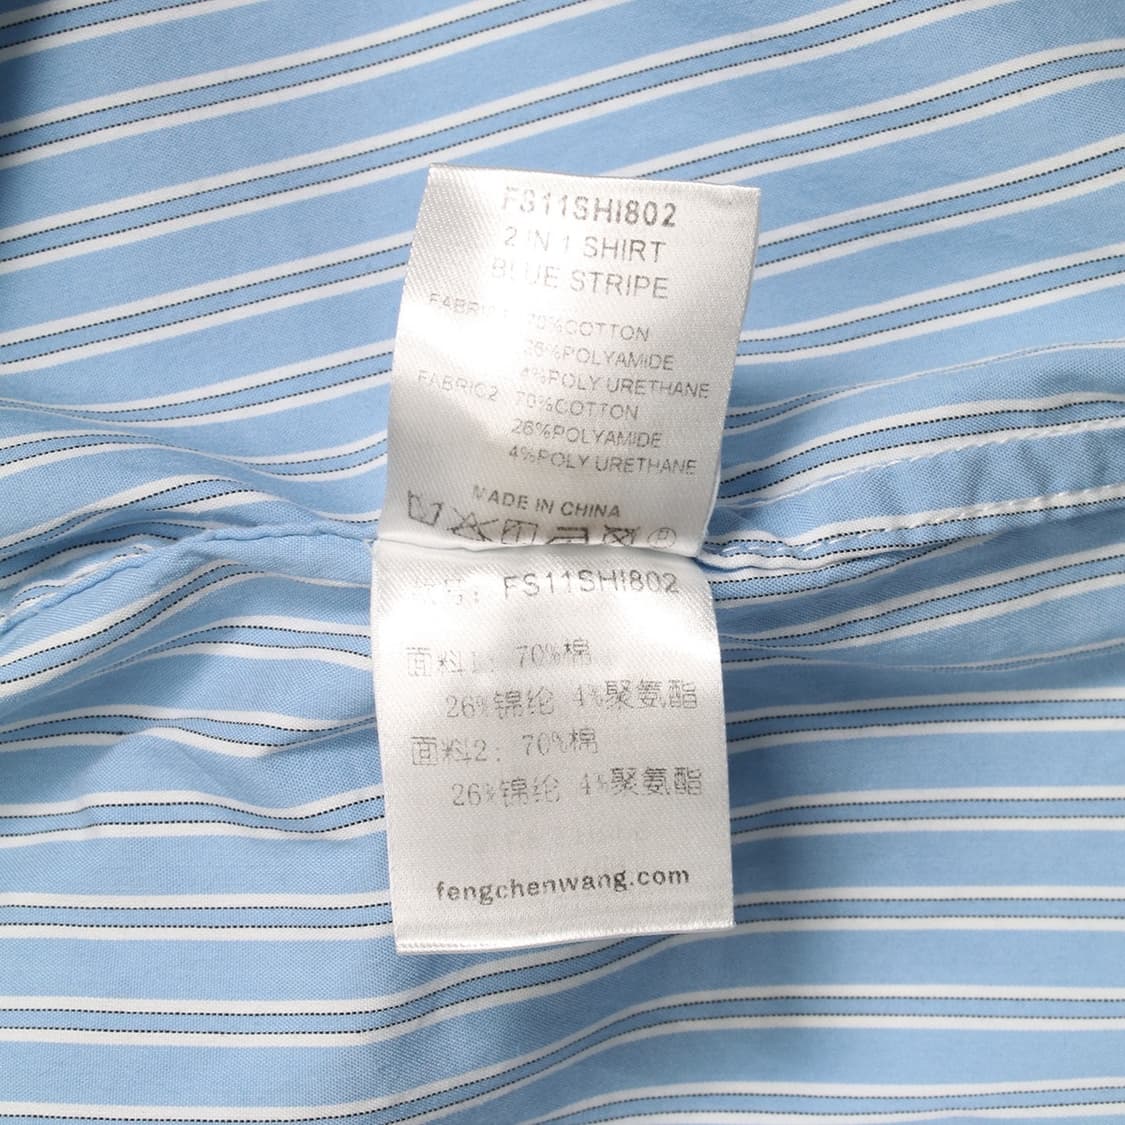 FS11SHI802
2 IN 1 SHIRT
BLUE STRIPE
FABRIC1 70%COTTON
26%POLYAMIDE
4%POLY URETHANE
FABRIC2 70%COTTON
26%POLYAMIDE
4%POLY URETHANE
MADE IN CHINA
FS11SHI802
面料1: 70%棉
26%锦纶 4%聚氨酯
面料2: 70%棉
26%锦纶 4%聚氨酯
fengchenwang.com